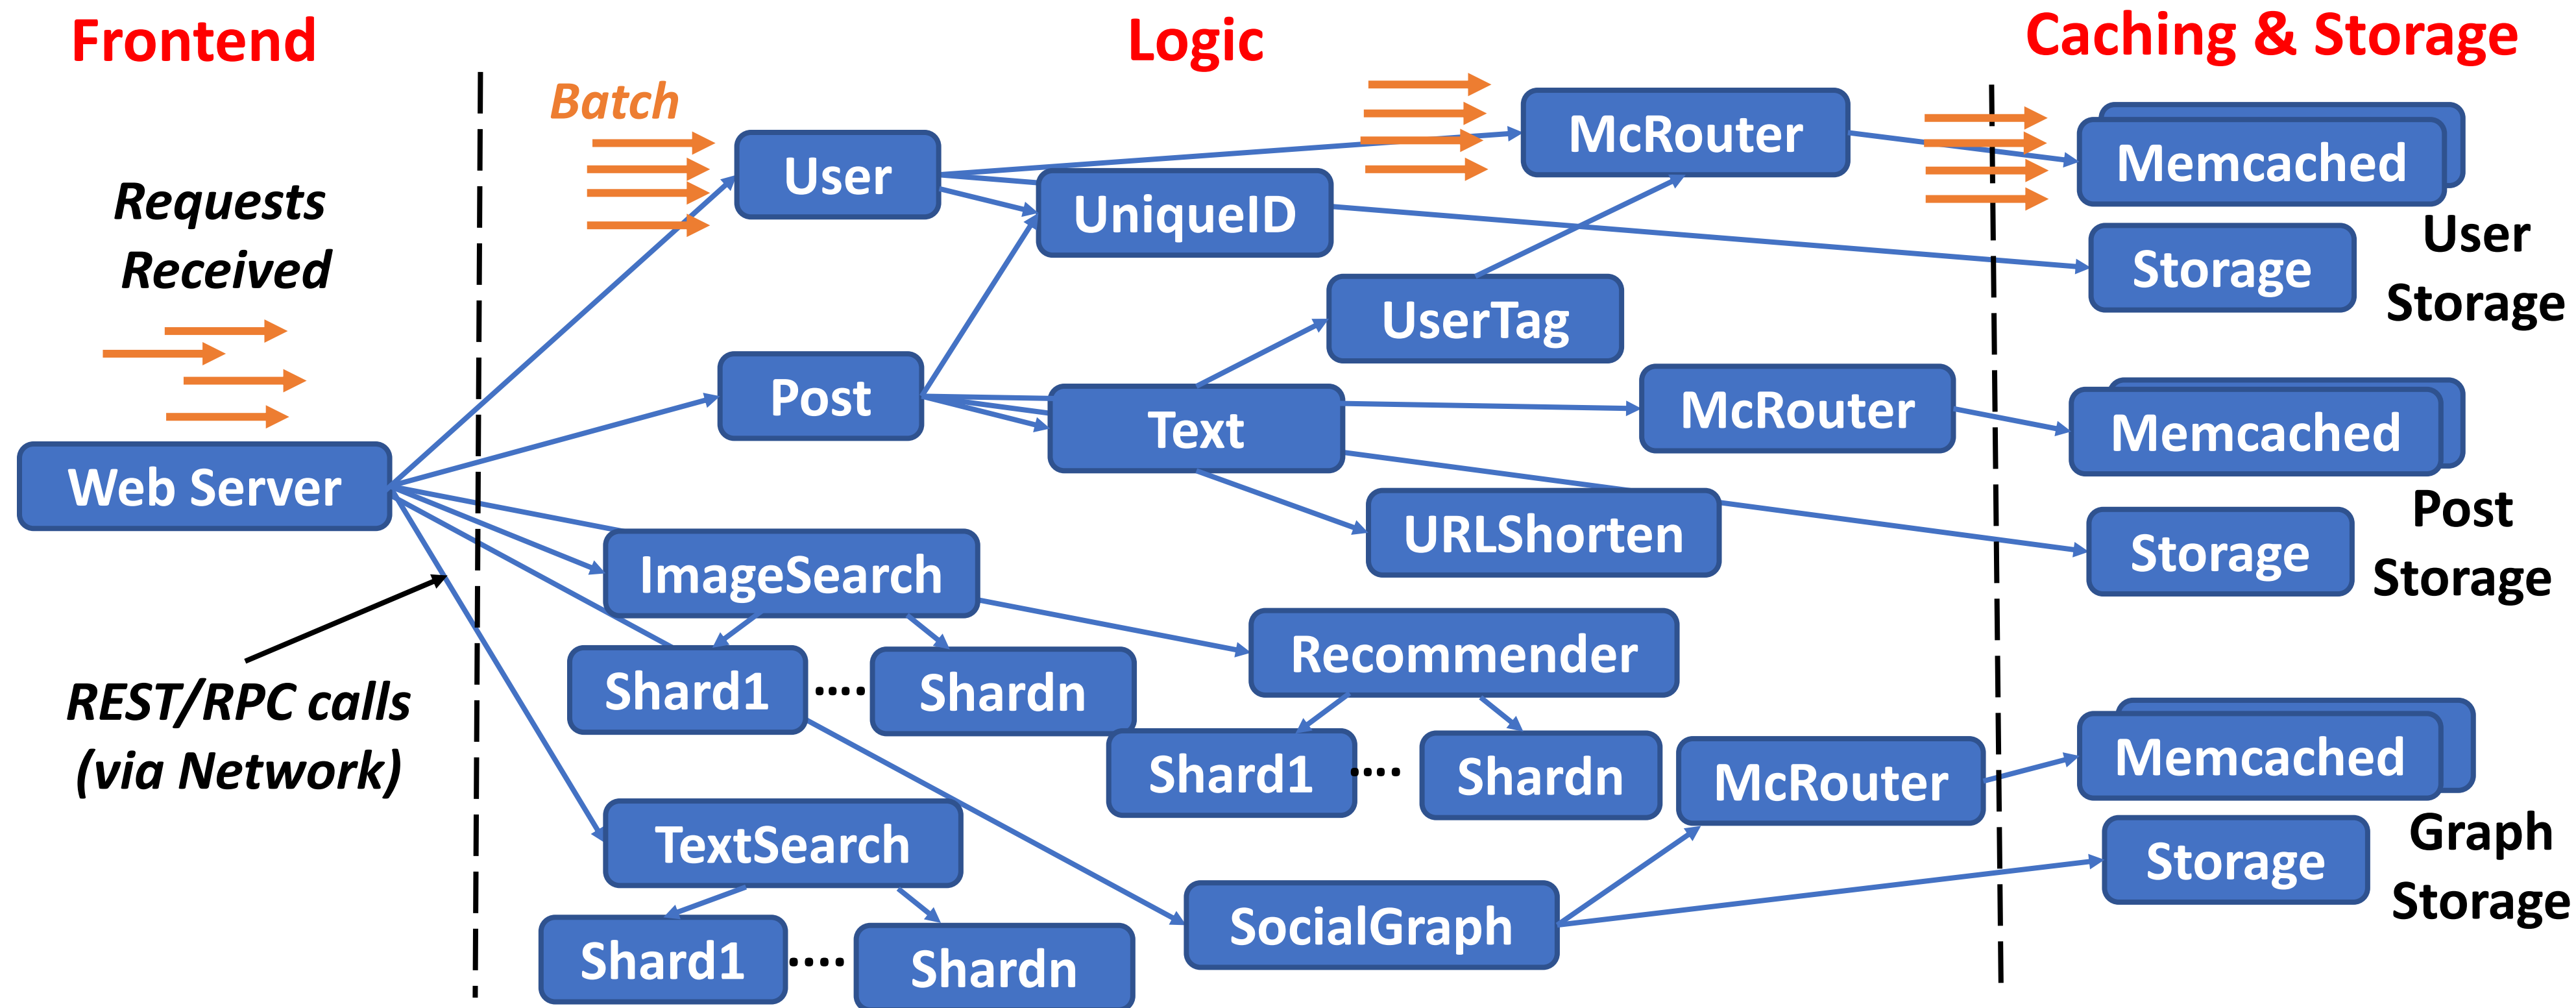 Frontend
Logic
Caching & Storage
Batch
Requests
Received
Web Server
REST/RPC calls
(via Network)
User
UniqueID
McRouter
Memcached
Storage
User
Storage
UserTag
Post
Text
McRouter
Memcached
URLShorten
Storage
Post
Storage
ImageSearch
Shard1
....
Shardn
Recommender
Shard1
....
Shardn
McRouter
Memcached
TextSearch
Shard1
....
Shardn
SocialGraph
Storage
Graph
Storage